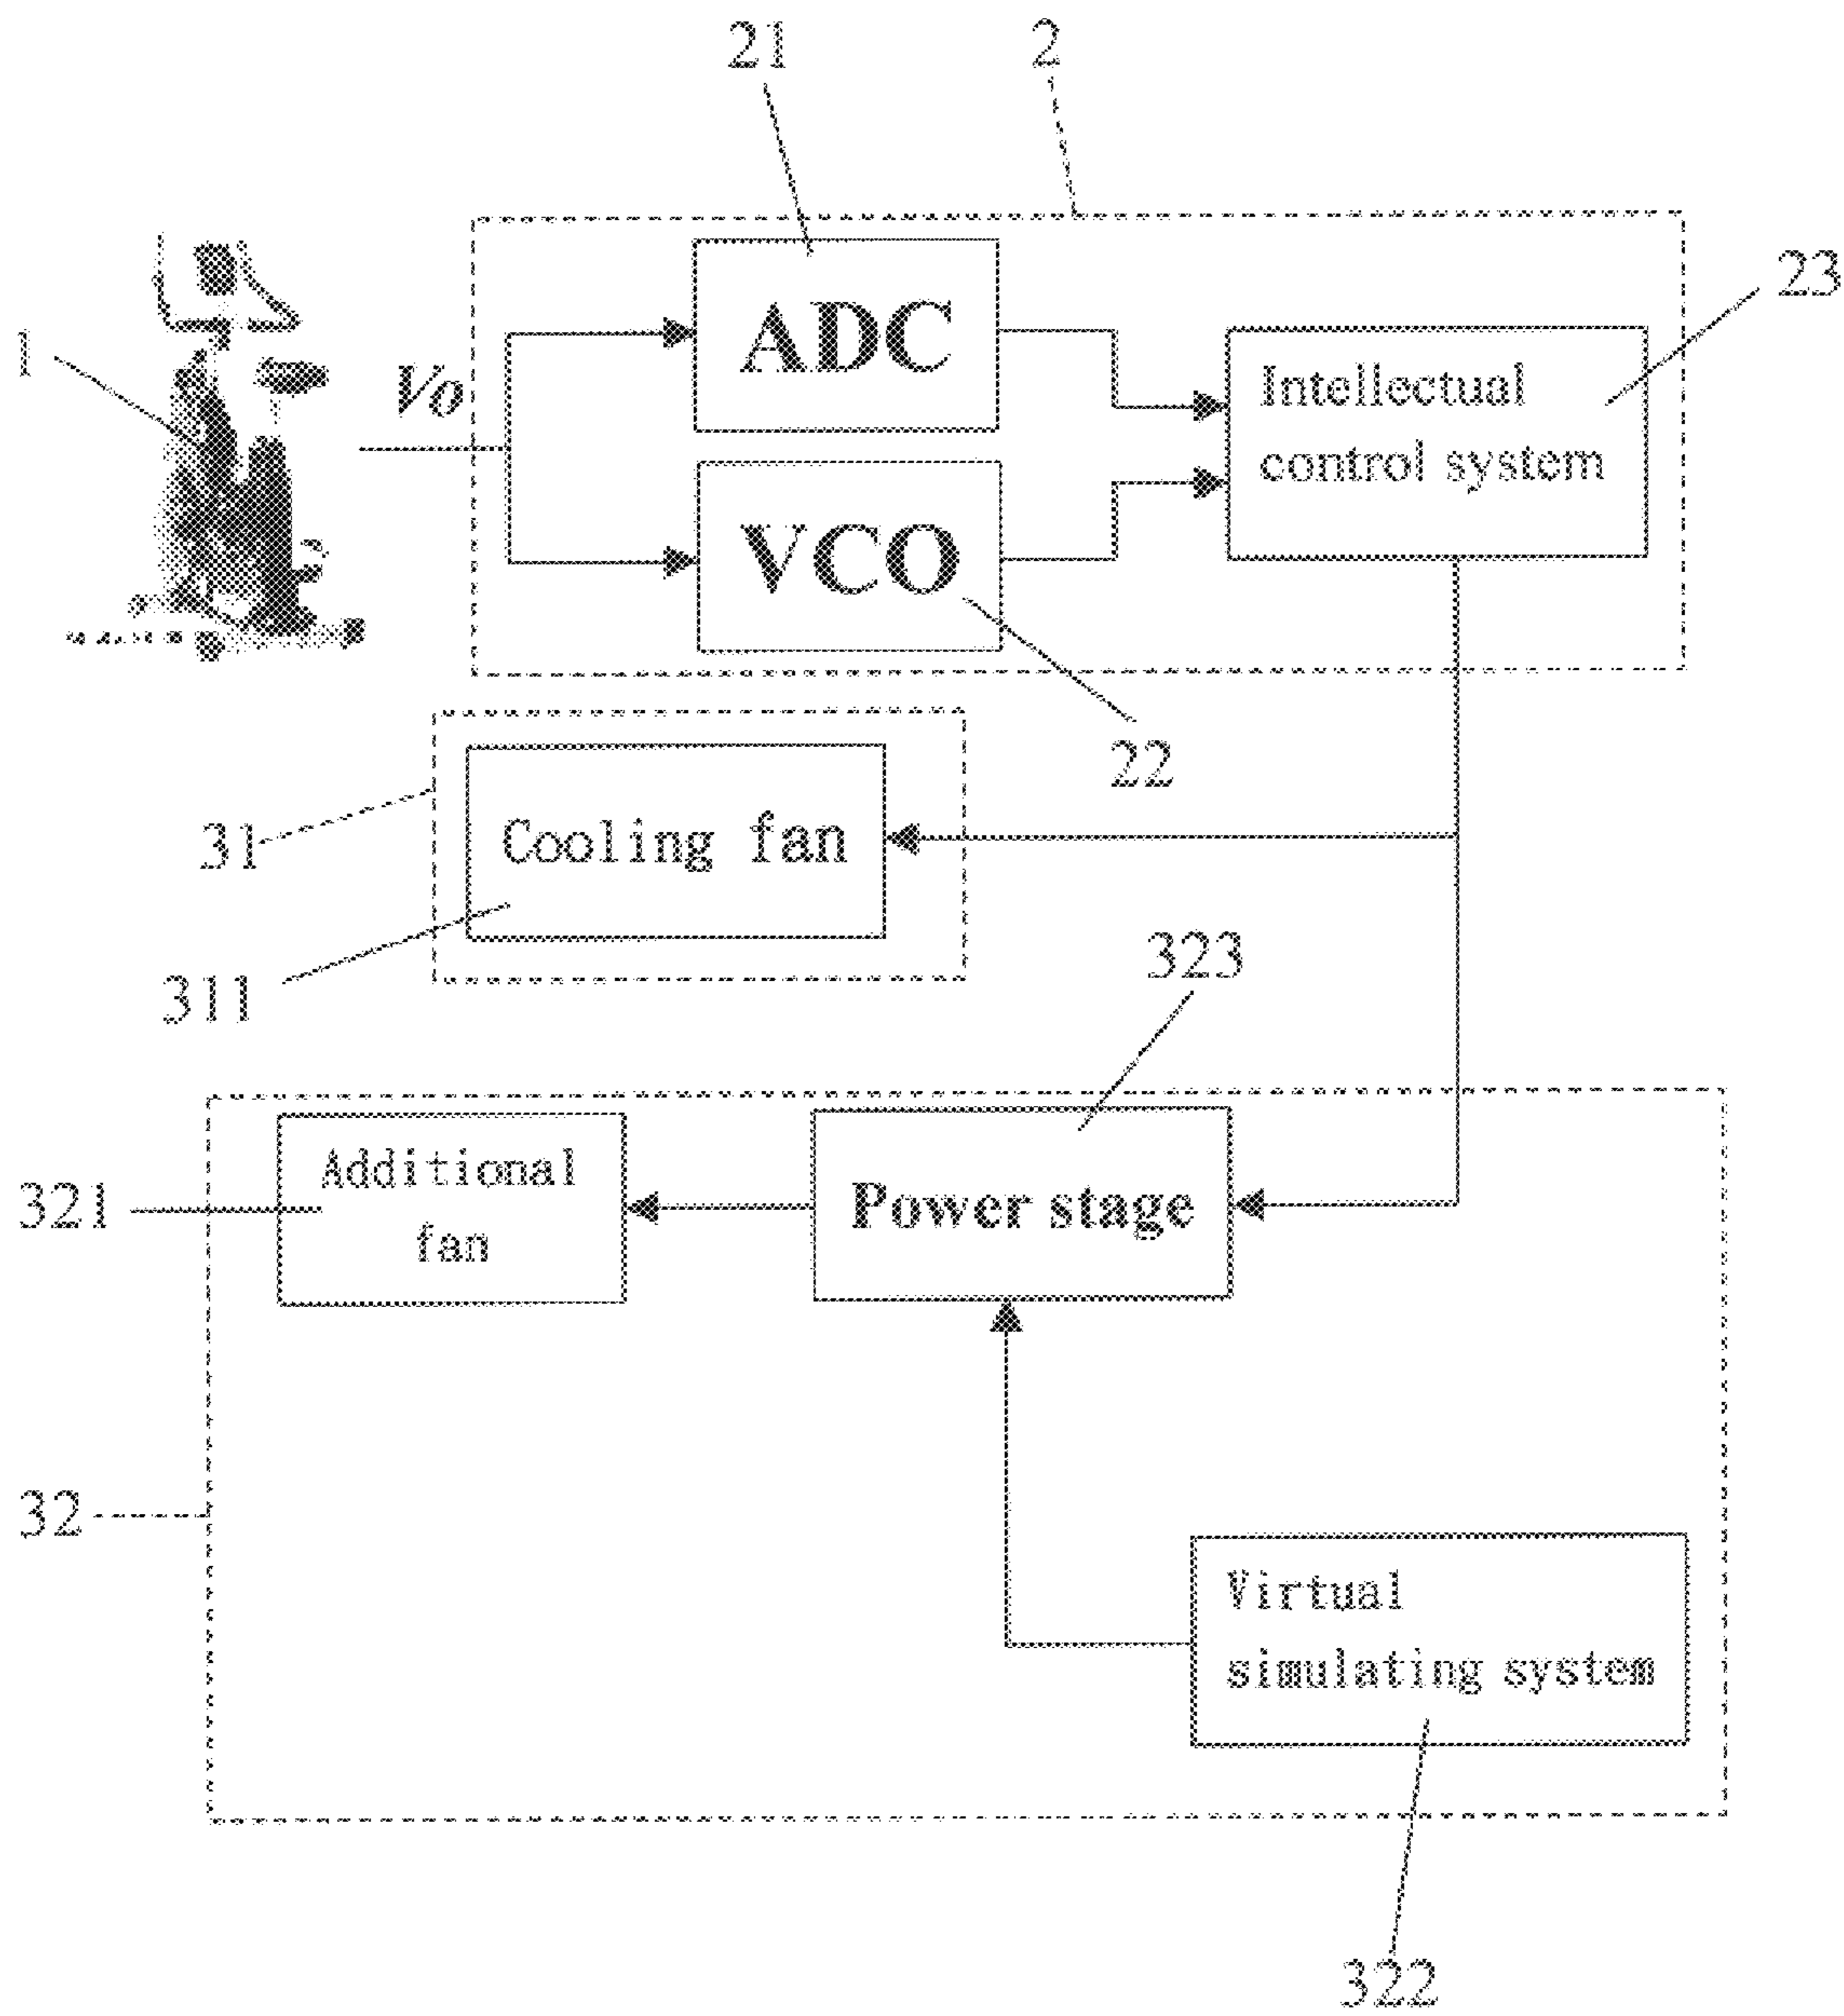 21
2
23
1
Vo
ADC
Intellectual
control system
VCO
22
31
Cooling fan
311
323
321
Additional
fan
Power stage
32
Virtual
simulating system
322